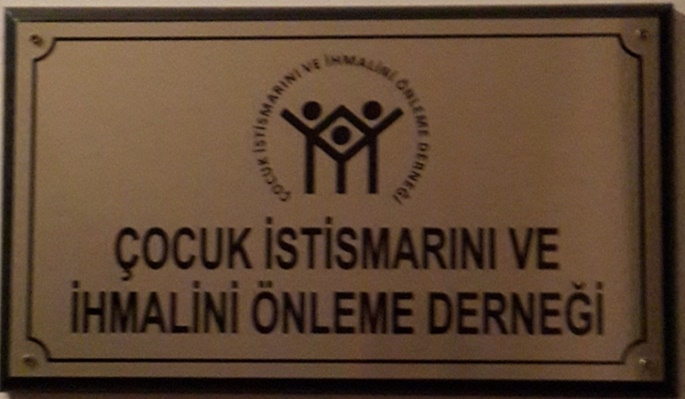 ÇOCUK İSTİSMARINI VE İHMALİNİ ÖNLEME DERNEĞİ
ÇOCUK İSTİSMARINI VE
İHMALİNİ ÖNLEME DERNEĞİ